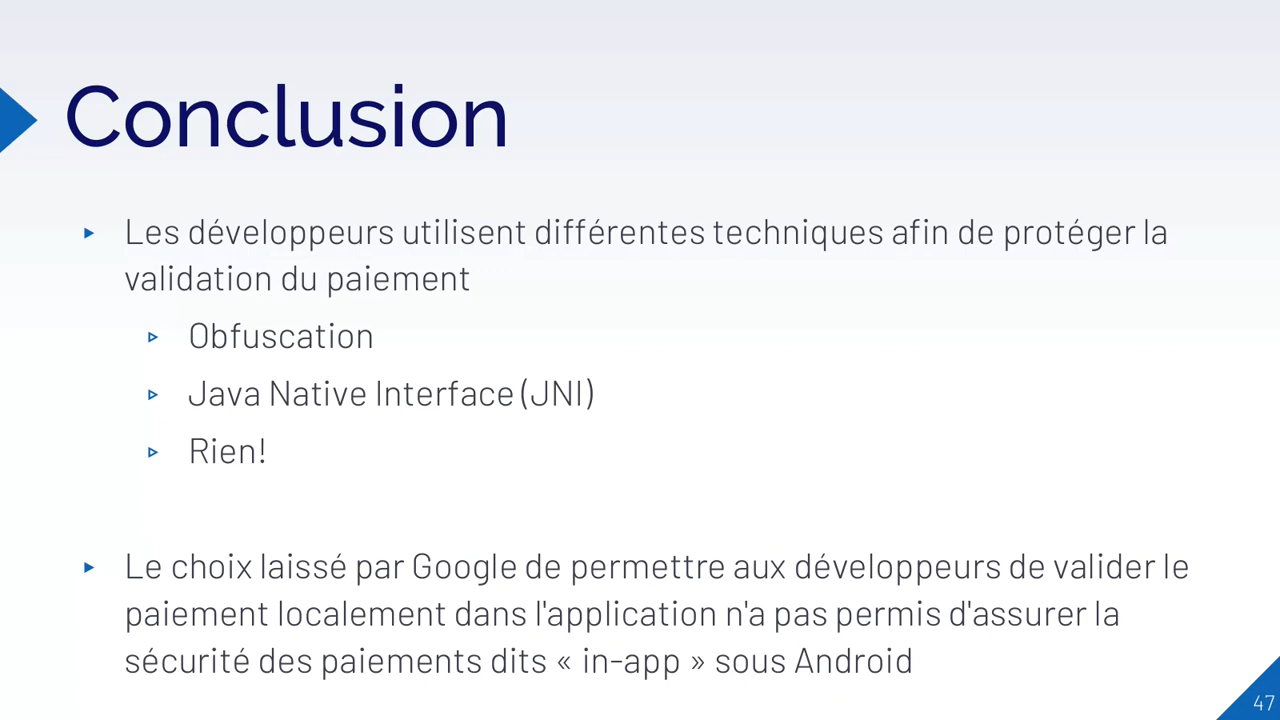 Conclusion
Les développeurs utilisent différentes techniques afin de protéger la
validation du paiement
Obfuscation
Java Native Interface (JNI)
Rien!
Le choix laissé par Google de permettre aux développeurs de valider le
paiement localement dans l'application n'a pas permis d'assurer la
sécurité des paiements dits « in-app » sous Android
47